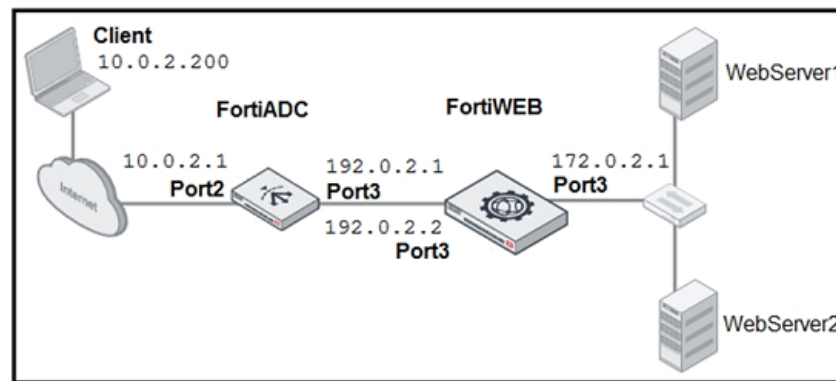 Client
10.0.2.200
WebServer1
FortiADC
FortiWEB
10.0.2.1
192.0.2.1
172.0.2.1
Internet
Port2
Port3
Port3
192.0.2.2
Port3
WebServer2